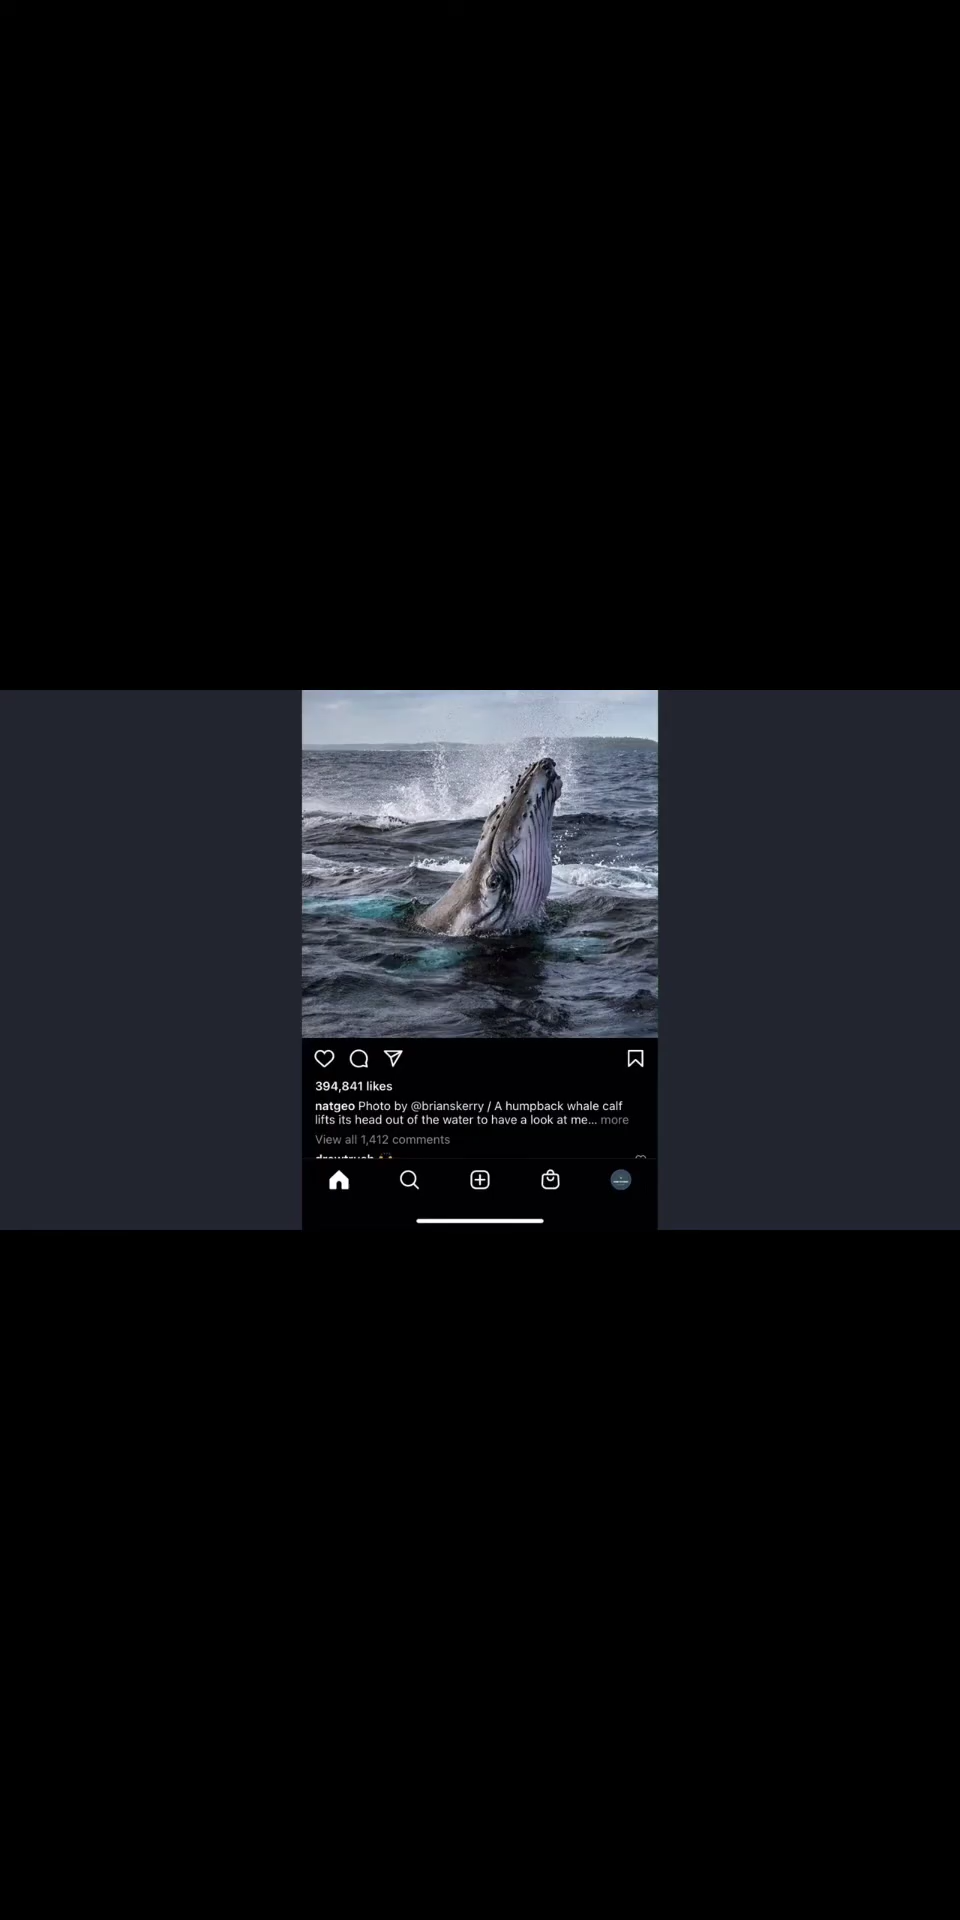 394,841 likes
natgeo Photo by @brianskerry / A humpback whale calf
lifts its head out of the water to have a look at me... more
View all 1,412 comments